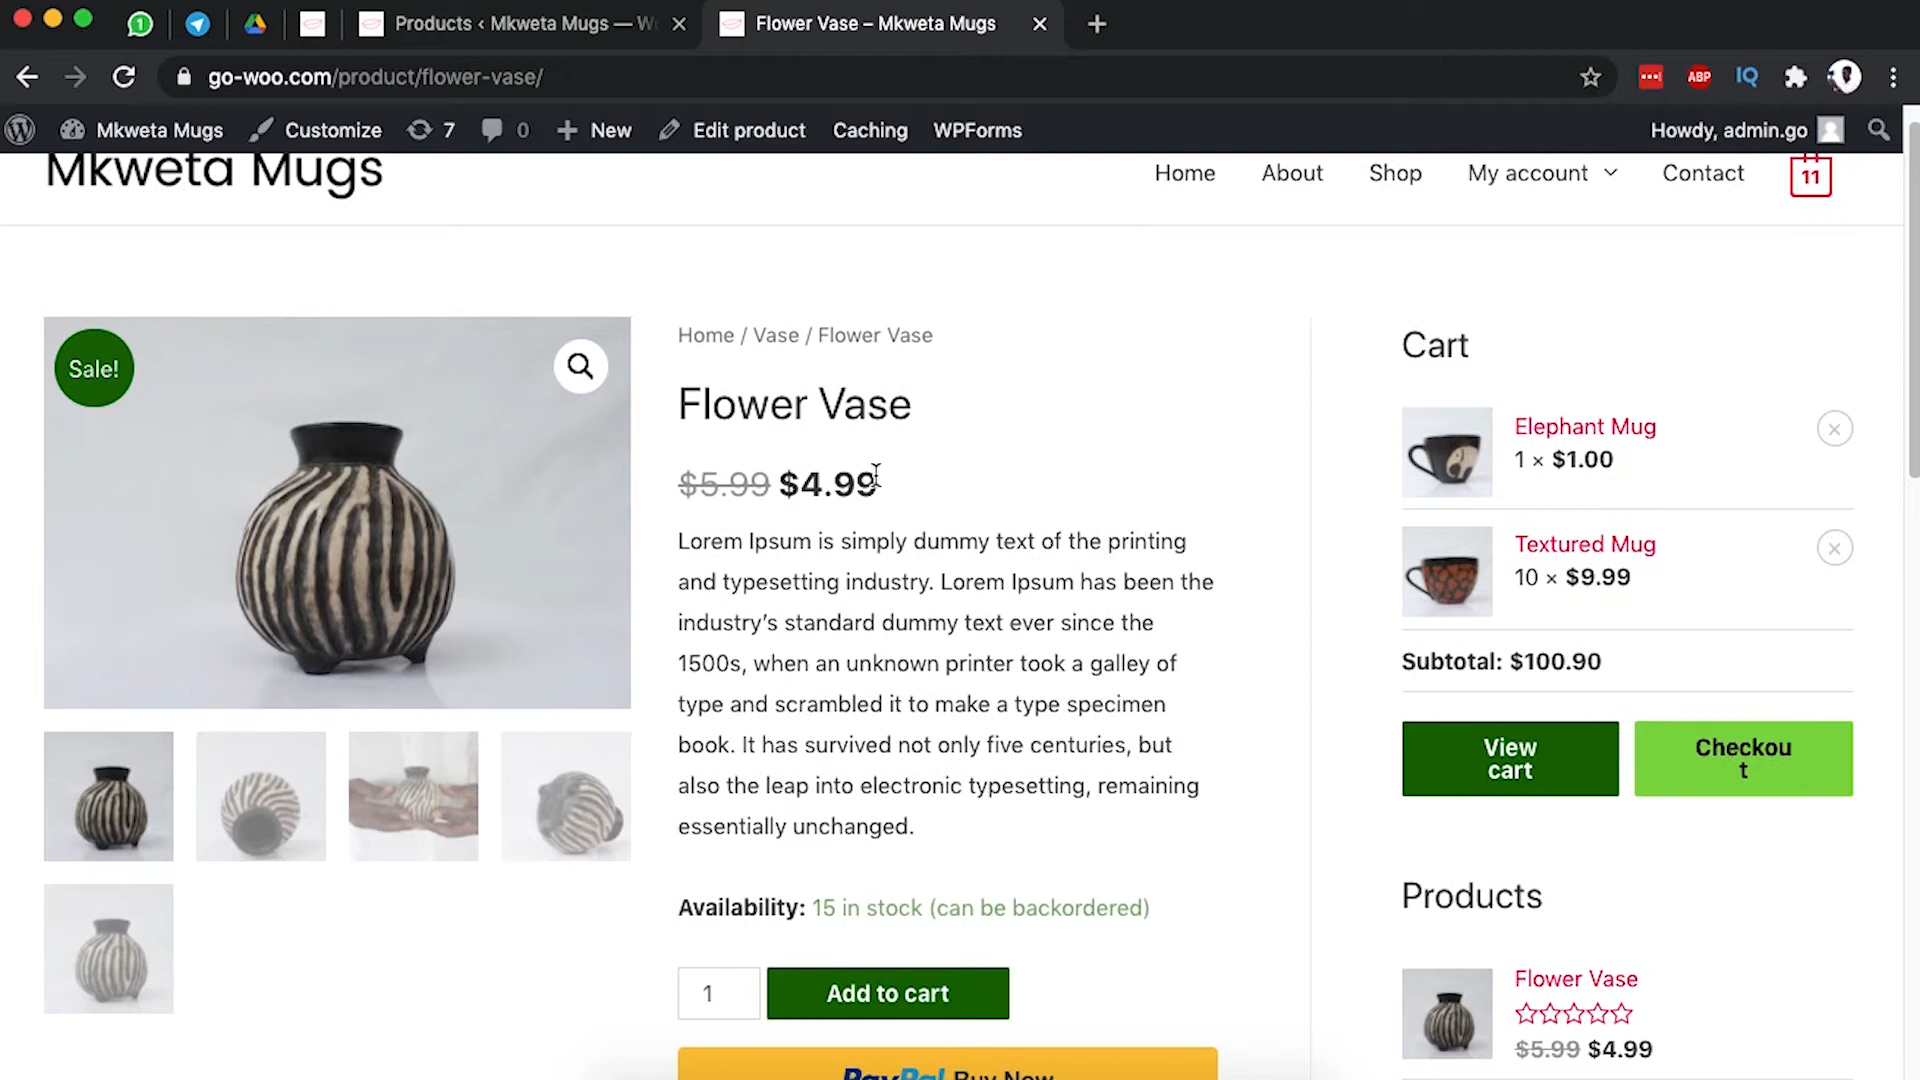 1
Products ‹ Mkweta Mugs — W
Flower Vase – Mkweta Mugs
go-woo.com/product/flower-vase/
ABP
IQ
Mkweta Mugs
Customize
7
0
New
Edit product
Caching
WPForms
Howdy, admin.go
Mkweta Mugs
Home
About
Shop
My account
Contact
11
Sale!
Home / Vase / Flower Vase
Flower Vase
$5.99 $4.99
Lorem Ipsum is simply dummy text of the printing
and typesetting industry. Lorem Ipsum has been the
industry’s standard dummy text ever since the
1500s, when an unknown printer took a galley of
type and scrambled it to make a type specimen
book. It has survived not only five centuries, but
also the leap into electronic typesetting, remaining
essentially unchanged.
Availability: 15 in stock (can be backordered)
1
Add to cart
PayPal Buy Now
Cart
Elephant Mug
1 × $1.00
Textured Mug
10 × $9.99
Subtotal: $100.90
View
cart
Checkou
t
Products
Flower Vase
$5.99 $4.99